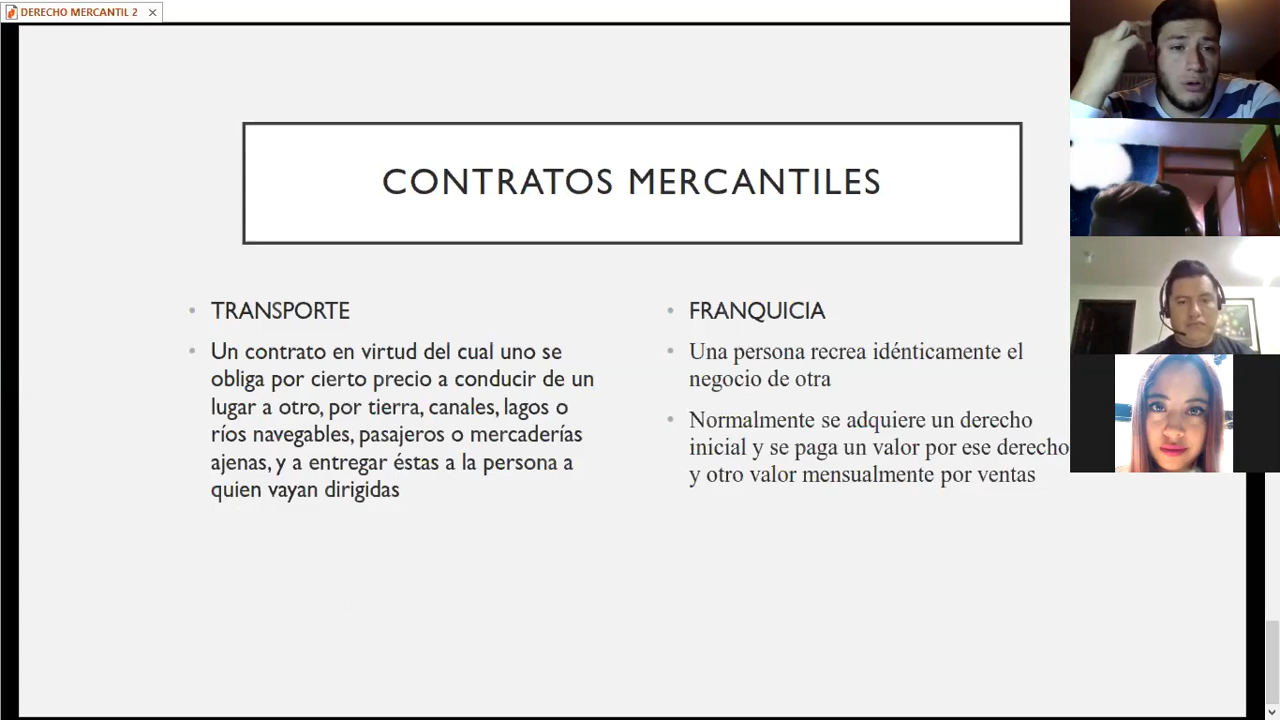 DERECHO MERCANTIL 2
CONTRATOS MERCANTILES
TRANSPORTE
Un contrato en virtud del cual uno se
obliga por cierto precio a conducir de un
lugar a otro, por tierra, canales, lagos o
ríos navegables, pasajeros o mercaderías
ajenas, y a entregar éstas a la persona a
quien vayan dirigidas
FRANQUICIA
Una persona recrea idénticamente el
negocio de otra
Normalmente se adquiere un derecho
inicial y se paga un valor por ese derecho
y otro valor mensualmente por ventas